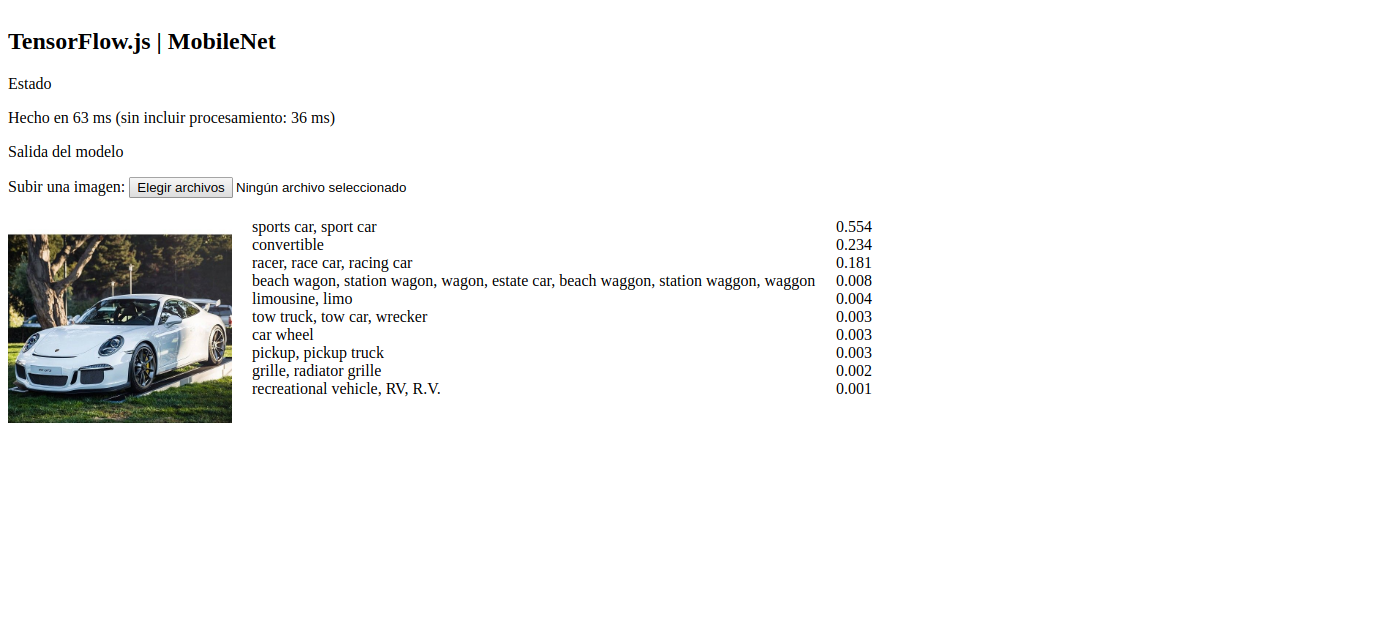 TensorFlow.js | MobileNet
Estado
Hecho en 63 ms (sin incluir procesamiento: 36 ms)
Salida del modelo
Subir una imagen: Elegir archivos Ningún archivo seleccionado
sports car, sport car 0.554
convertible 0.234
racer, race car, racing car 0.181
beach wagon, station wagon, wagon, estate car, beach waggon, station waggon, waggon 0.008
limousine, limo 0.004
tow truck, tow car, wrecker 0.003
car wheel 0.003
pickup, pickup truck 0.003
grille, radiator grille 0.002
recreational vehicle, RV, R.V. 0.001